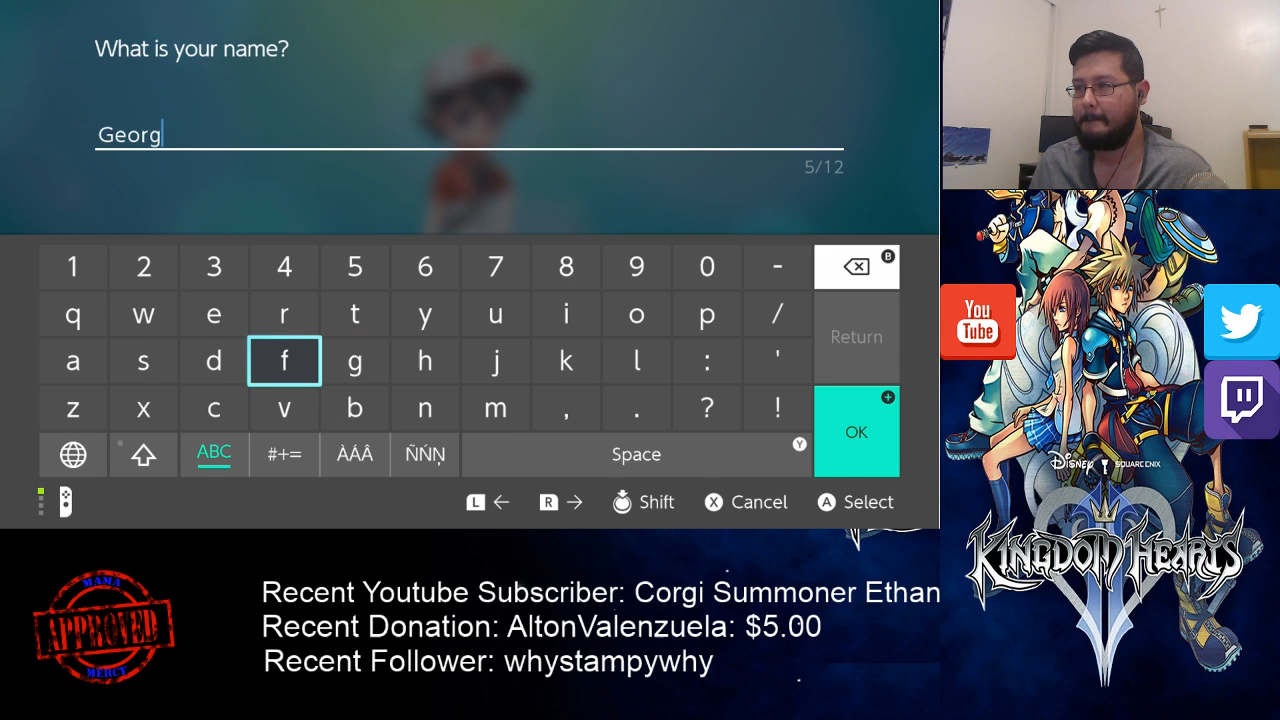 What is your name?
Georg
5/12
1 2 3 4 5 6 7 8 9 0 -
B
q w e r t y u i o p /
Return
a s d f g h j k l : '
z x c v b n m , . ? !
+
OK
ABC #+= ÀÁÂ ÑŃŅ Space
Y
L ← R → Shift X Cancel A Select
You
Tube
DISNEY SQUARE ENIX
KINGDOM HEARTS
II
MAMA
APPROVED
MERCY
Recent Youtube Subscriber: Corgi Summoner Ethan
Recent Donation: AltonValenzuela: $5.00
Recent Follower: whystampywhy